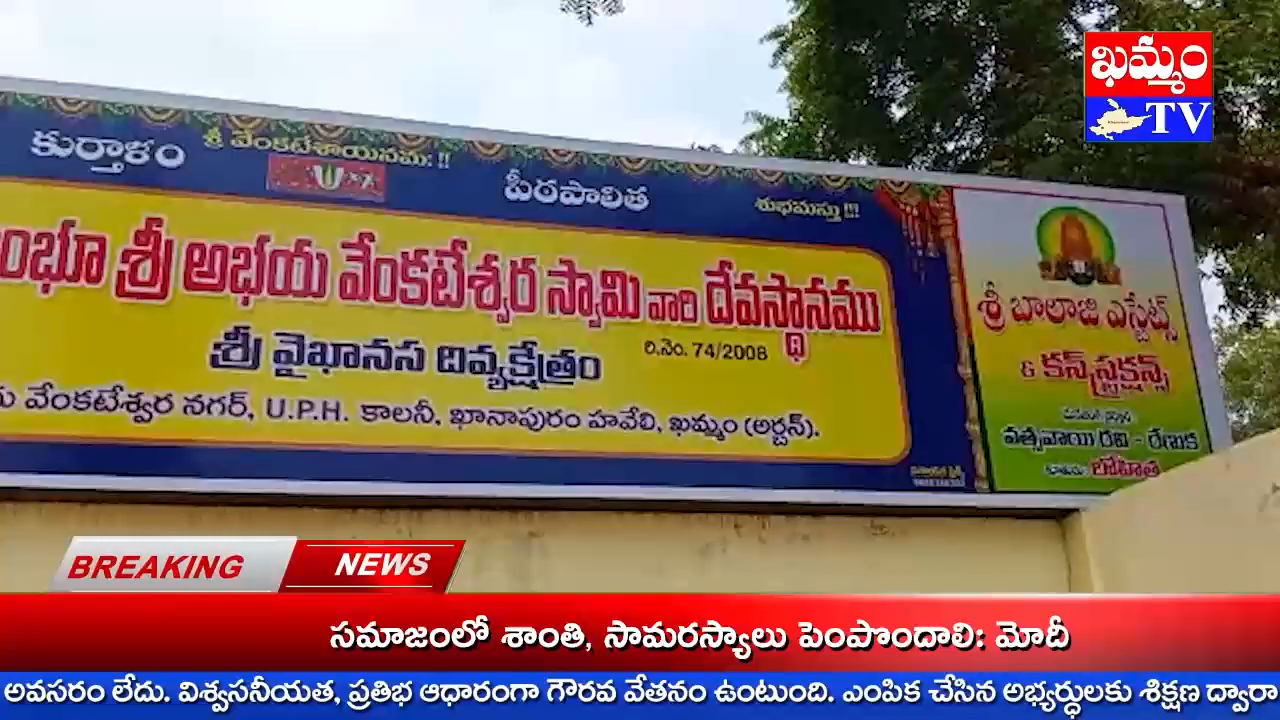 ఖమ్మం
TV
కుర్తాళం
శ్రీ వేంకటేశాయనమః !!
పీఠపాలిత
శుభమస్తు !!!
ంభూ శ్రీ అభయ వేంకటేశ్వర స్వామి వారి దేవస్థానము
రి.నెం. 74/2008
శ్రీ వైఖానస దివ్యక్షేత్రం
వేంకటేశ్వర నగర్, U.P.H. కాలనీ, ఖానాపురం హవేలి, ఖమ్మం (అర్బన్).
శ్రీ బాలాజి ఎస్టేట్స్
& కన్స్ట్రక్షన్స్
వత్సవాయి రవి - రేణుక
BREAKING NEWS
సమాజంలో శాంతి, సామరస్యాలు పెంపొందాలి: మోదీ
అవసరం లేదు. విశ్వసనీయత, ప్రతిభ ఆధారంగా గౌరవ వేతనం ఉంటుంది. ఎంపిక చేసిన అభ్యర్ధులకు శిక్షణ ద్వారా